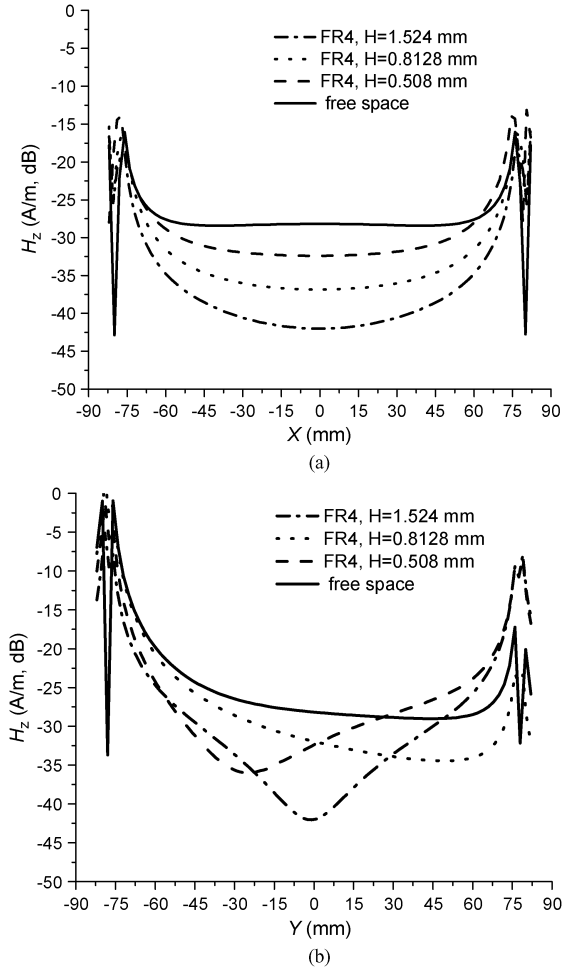 0
-5
-10
-15
-20
-25
-30
-35
-40
-45
-50
Hz (A/m, dB)
FR4, H=1.524 mm
FR4, H=0.8128 mm
FR4, H=0.508 mm
free space
-90 -75 -60 -45 -30 -15 0 15 30 45 60 75 90
X (mm)
(a)
0
-5
-10
-15
-20
-25
-30
-35
-40
-45
-50
Hz (A/m, dB)
FR4, H=1.524 mm
FR4, H=0.8128 mm
FR4, H=0.508 mm
free space
-90 -75 -60 -45 -30 -15 0 15 30 45 60 75 90
Y (mm)
(b)